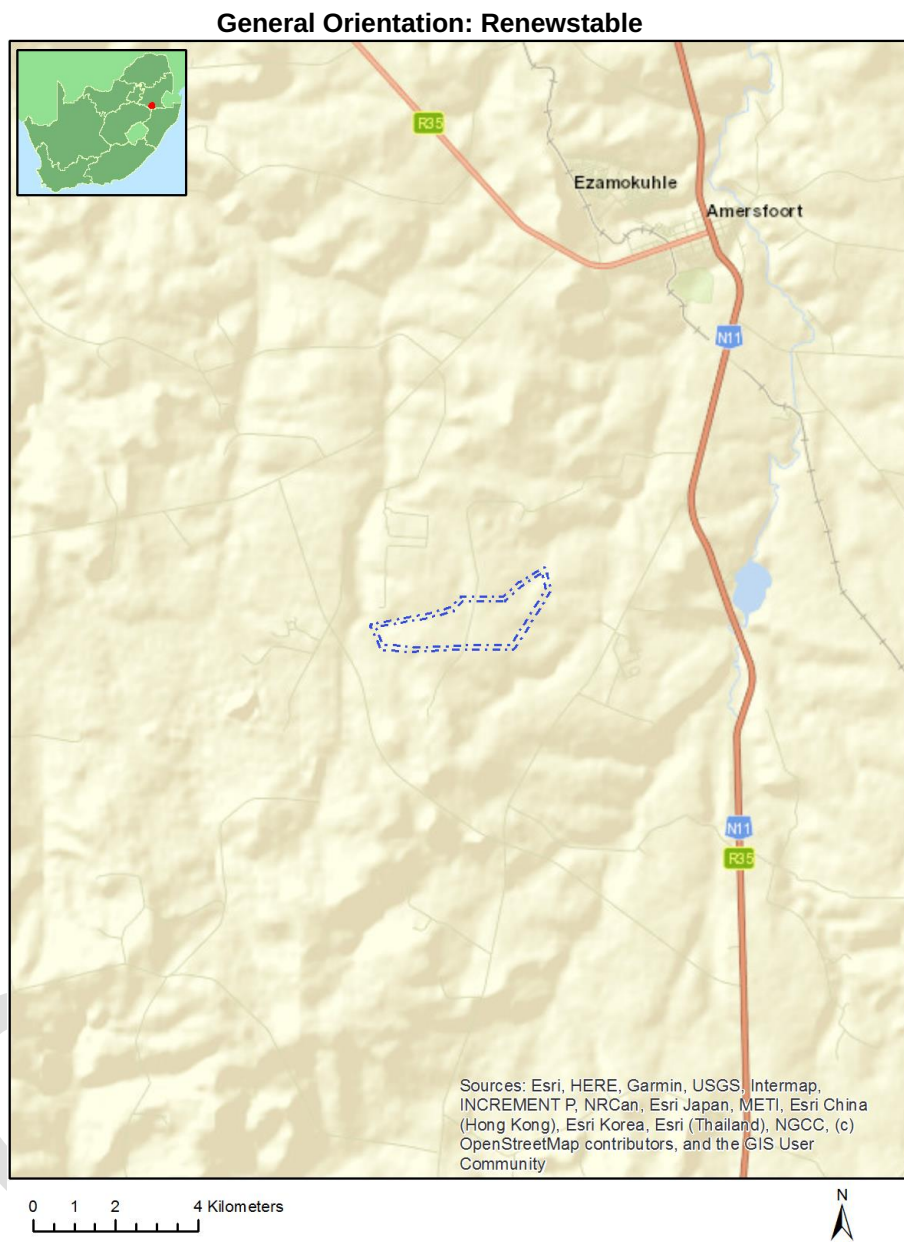 General Orientation: Renewstable
R35
Ezamokuhle
Amersfoort
N11
N11
R35
Sources: Esri, HERE, Garmin, USGS, Intermap,
INCREMENT P, NRCan, Esri Japan, METI, Esri China
(Hong Kong), Esri Korea, Esri (Thailand), NGCC, (c)
OpenStreetMap contributors, and the GIS User
Community
0 1 2 4 Kilometers
N